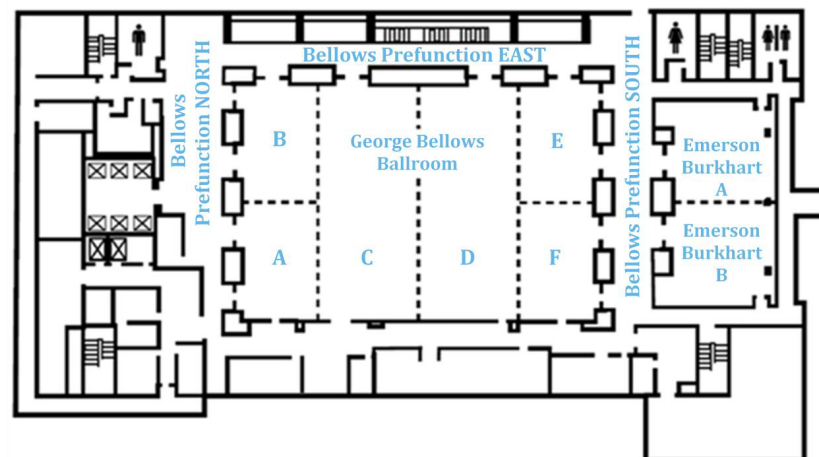 Bellows Prefunction EAST
Bellows
Prefunction NORTH
B
George Bellows
Ballroom
E
Bellows Prefunction SOUTH
Emerson
Burkhart
A
A
C
D
F
Emerson
Burkhart
B